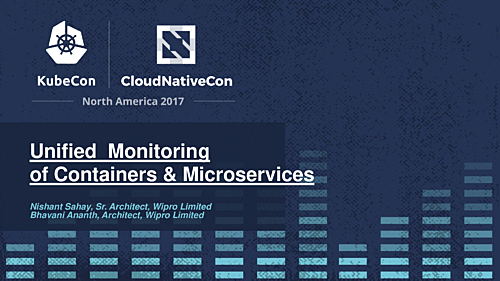 KubeCon
CloudNativeCon
North America 2017
Unified Monitoring
of Containers & Microservices
Nishant Sahay, Sr. Architect, Wipro Limited
Bhavani Ananth, Architect, Wipro Limited